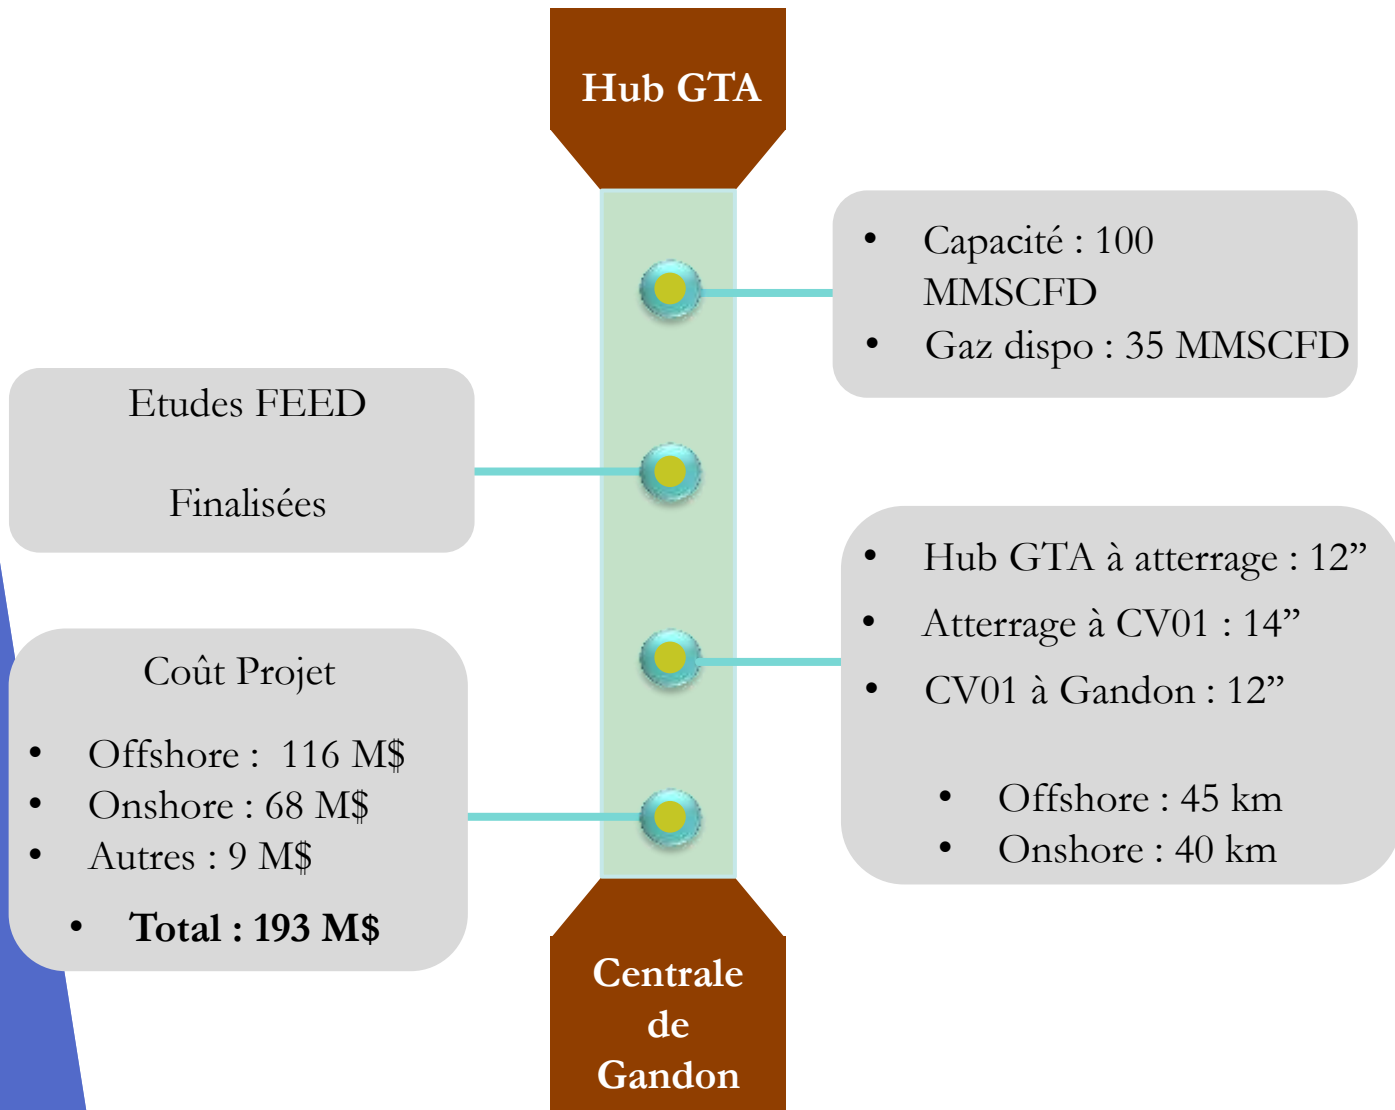 Hub GTA
• Capacité : 100
MMSCFD
• Gaz dispo : 35 MMSCFD
Etudes FEED
Finalisées
• Hub GTA à atterrage : 12”
• Atterrage à CV01 : 14”
• CV01 à Gandon : 12”
• Offshore : 45 km
• Onshore : 40 km
Coût Projet
• Offshore : 116 M$
• Onshore : 68 M$
• Autres : 9 M$
• Total : 193 M$
Centrale
de
Gandon